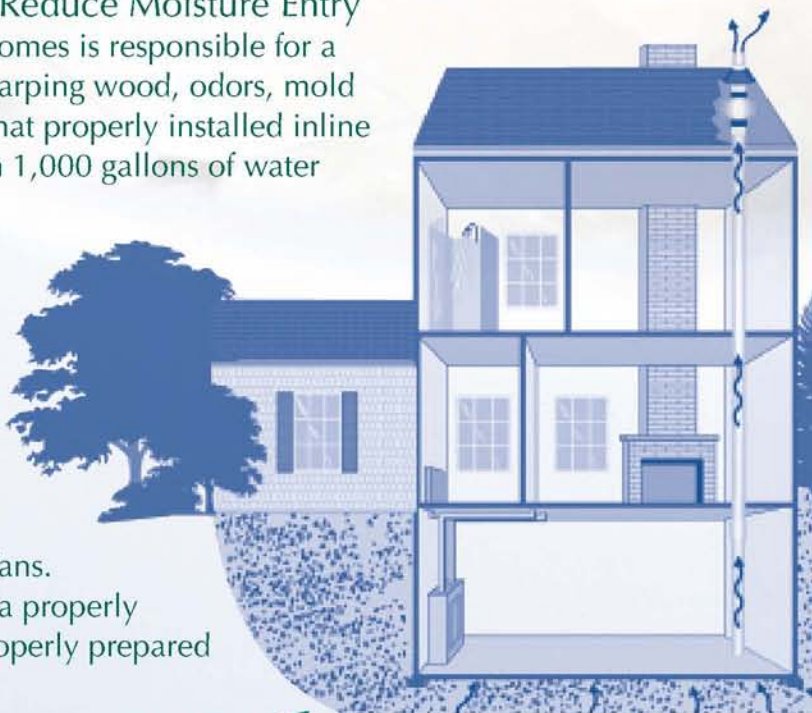 Reduce Moisture Entry
omes is responsible for a
arping wood, odors, mold
hat properly installed inline
n 1,000 gallons of water
ans.
a properly
operly prepared